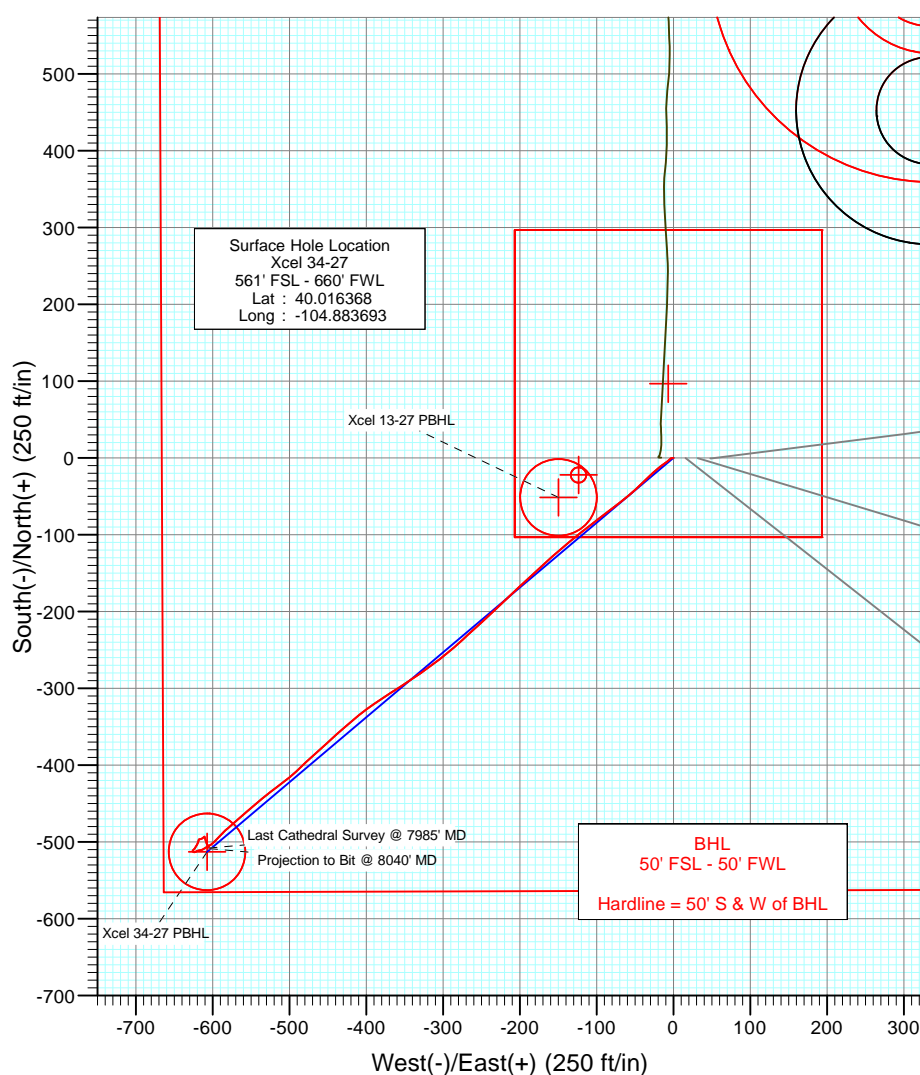 500
400
300
200
100
0
-100
-200
-300
-400
-500
-600
-700
South(-)/North(+) (250 ft/in)
Surface Hole Location
Xcel 34-27
561' FSL - 660' FWL
Lat : 40.016368
Long : -104.883693
Xcel 13-27 PBHL
Last Cathedral Survey @ 7985' MD
Projection to Bit @ 8040' MD
Xcel 34-27 PBHL
BHL
50' FSL - 50' FWL
Hardline = 50' S & W of BHL
-700 -600 -500 -400 -300 -200 -100 0 100 200 300
West(-)/East(+) (250 ft/in)